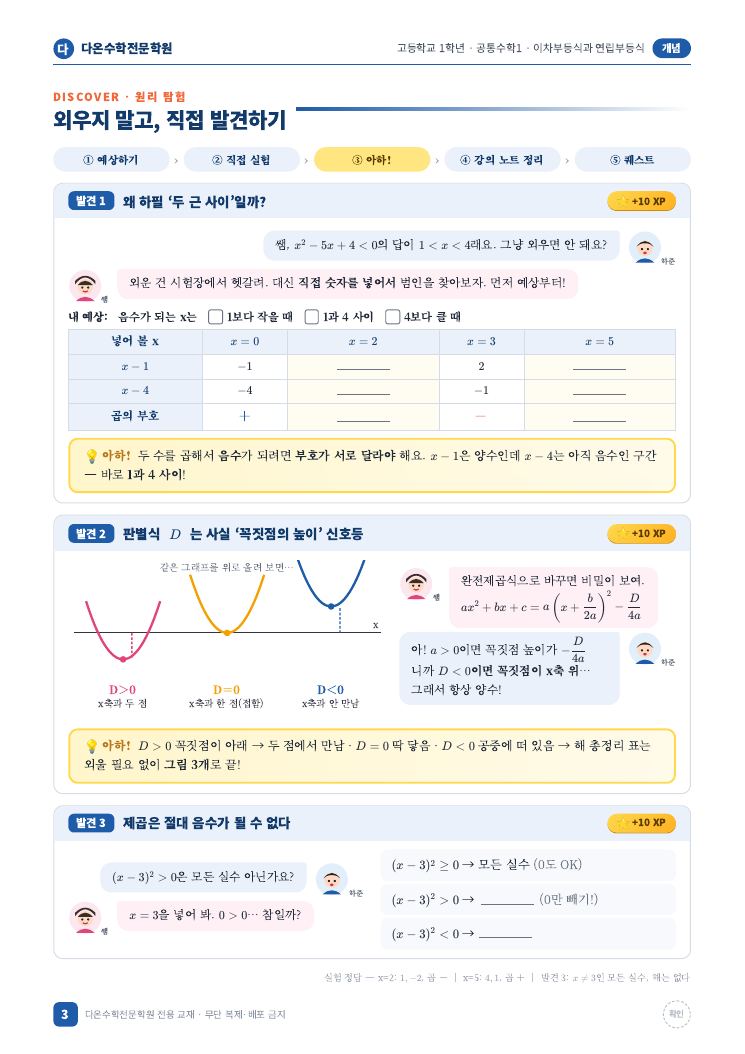 다 다온수학전문학원
고등학교 1학년 · 공통수학1 · 이차부등식과 연립부등식 개념
DISCOVER · 원리 탐험
외우지 말고, 직접 발견하기
① 예상하기 › ② 직접 실험 › ③ 아하! › ④ 강의 노트 정리 › ⑤ 퀘스트
발견 1 왜 하필 ‘두 근 사이’일까? ⭐+10 XP
쌤, x² − 5x + 4 < 0의 답이 1 < x < 4래요. 그냥 외우면 안 돼요?
하준
외운 건 시험장에서 헷갈려. 대신 직접 숫자를 넣어서 범인을 찾아보자. 먼저 예상부터!
쌤
내 예상: 음수가 되는 x는 □ 1보다 작을 때 □ 1과 4 사이 □ 4보다 클 때
넣어 볼 x x = 0 x = 2 x = 3 x = 5
x − 1 −1 ______ 2 ______
x − 4 −4 ______ −1 ______
곱의 부호 + ______ − ______
💡 아하! 두 수를 곱해서 음수가 되려면 부호가 서로 달라야 해요. x − 1은 양수인데 x − 4는 아직 음수인 구간
— 바로 1과 4 사이!
발견 2 판별식 D 는 사실 ‘꼭짓점의 높이’ 신호등 ⭐+10 XP
같은 그래프를 위로 올려 보면…
x
D>0 D=0 D<0
x축과 두 점 x축과 한 점(접함) x축과 안 만남
완전제곱식으로 바꾸면 비밀이 보여.
ax² + bx + c = a(x + b/2a)² − D/4a
쌤
아! a > 0이면 꼭짓점 높이가 −D/4a
니까 D < 0이면 꼭짓점이 x축 위…
그래서 항상 양수!
하준
💡 아하! D > 0 꼭짓점이 아래 → 두 점에서 만남 · D = 0 딱 닿음 · D < 0 공중에 떠 있음 → 해 총정리 표는
외울 필요 없이 그림 3개로 끝!
발견 3 제곱은 절대 음수가 될 수 없다 ⭐+10 XP
(x − 3)² > 0은 모든 실수 아닌가요?
하준
x = 3을 넣어 봐. 0 > 0… 참일까?
쌤
(x − 3)² ≥ 0 → 모든 실수 (0도 OK)
(x − 3)² > 0 → ______ (0만 빼기!)
(x − 3)² < 0 → ______
실험 정답 — x=2: 1, −2, 곱 − | x=5: 4, 1, 곱 + | 발견 3: x ≠ 3인 모든 실수, 해는 없다
3 다온수학전문학원 전용 교재 · 무단 복제·배포 금지
확인